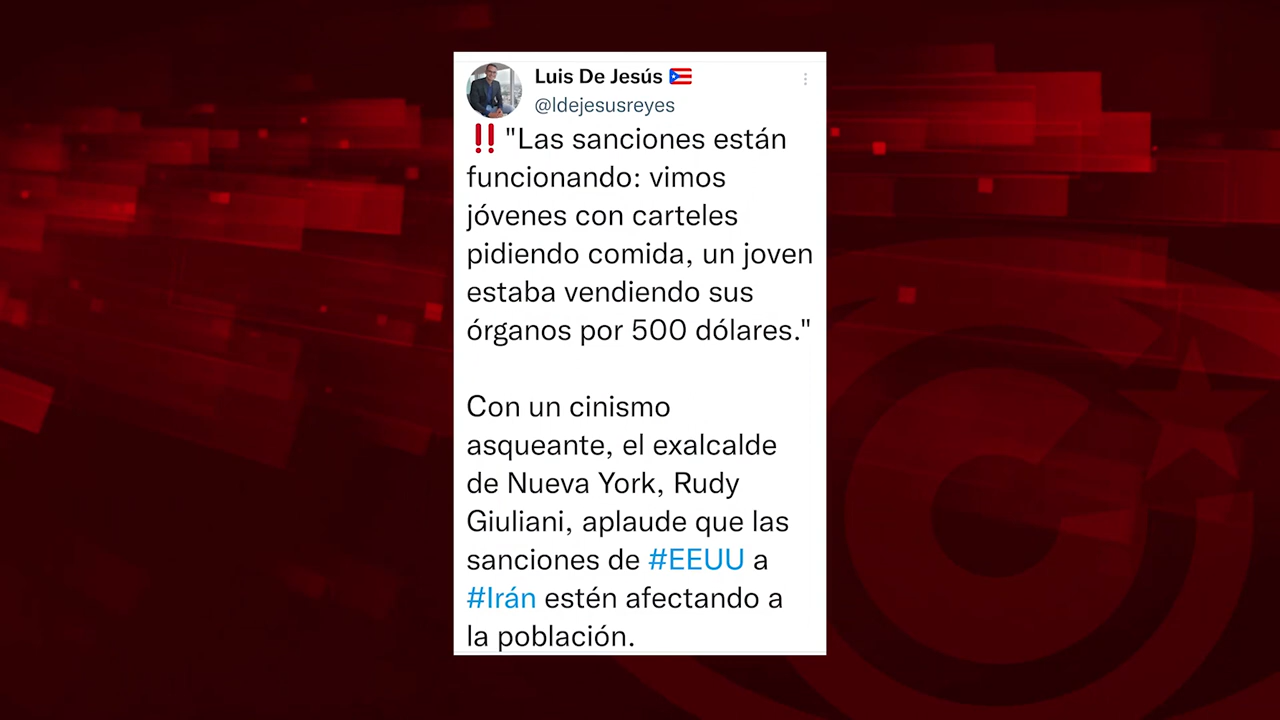 Luis De Jesús 🇵🇷
@ldejesusreyes
‼️"Las sanciones están
funcionando: vimos
jóvenes con carteles
pidiendo comida, un joven
estaba vendiendo sus
órganos por 500 dólares."
Con un cinismo
asqueante, el exalcalde
de Nueva York, Rudy
Giuliani, aplaude que las
sanciones de #EEUU a
#Irán estén afectando a
la población.